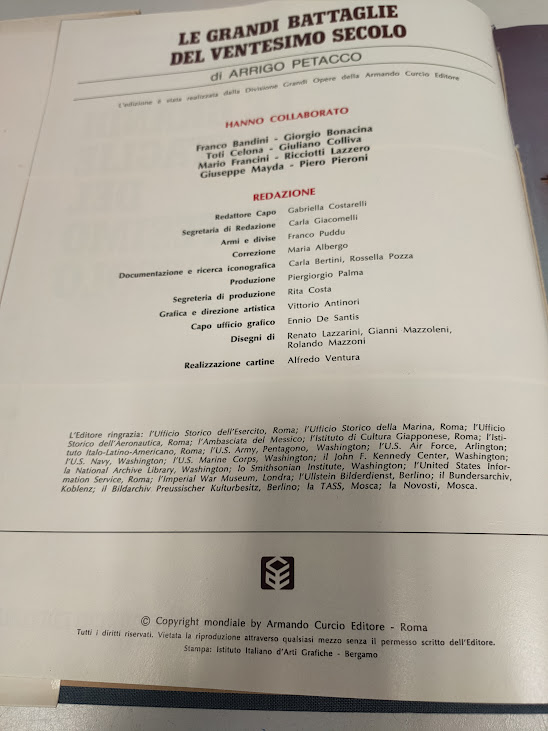 LE GRANDI BATTAGLIE
DEL VENTESIMO SECOLO
di ARRIGO PETACCO
L'edizione è stata realizzata dalla Divisione Grandi Opere della Armando Curcio Editore
HANNO COLLABORATO
Franco Bandini - Giorgio Bonacina
Toti Celona - Giuliano Colliva
Mario Francini - Ricciotti Lazzero
Giuseppe Mayda - Piero Pieroni
REDAZIONE
Redattore Capo Gabriella Costarelli
Segretaria di Redazione Carla Giacomelli
Armi e divise Franco Puddu
Correzione Maria Albergo
Documentazione e ricerca iconografica Carla Bertini, Rossella Pozza
Produzione Piergiorgio Palma
Segreteria di produzione Rita Costa
Grafica e direzione artistica Vittorio Antinori
Capo ufficio grafico Ennio De Santis
Disegni di Renato Lazzarini, Gianni Mazzoleni,
Rolando Mazzoni
Realizzazione cartine Alfredo Ventura
L'Editore ringrazia: l'Ufficio Storico dell'Esercito, Roma; l'Ufficio Storico della Marina, Roma; l'Ufficio
Storico dell'Aeronautica, Roma; l'Ambasciata del Messico; l'Istituto di Cultura Giapponese, Roma; l'Isti-
tuto Italo-Latino-Americano, Roma; l'U.S. Army, Pentagono, Washington; l'U.S. Air Force, Arlington;
l'U.S. Navy, Washington; l'U.S. Marine Corps, Washington; il John F. Kennedy Center, Washington;
la National Archive Library, Washington; lo Smithsonian Institute, Washington; l'United States Infor-
mation Service, Roma; l'Imperial War Museum, Londra; l'Ullstein Bilderdienst, Berlino; il Bundersarchiv,
Koblenz; il Bildarchiv Preussischer Kulturbesitz, Berlino; la TASS, Mosca; la Novosti, Mosca.
© Copyright mondiale by Armando Curcio Editore - Roma
Tutti i diritti riservati. Vietata la riproduzione attraverso qualsiasi mezzo senza il permesso scritto dell'Editore.
Stampa: Istituto Italiano d'Arti Grafiche - Bergamo